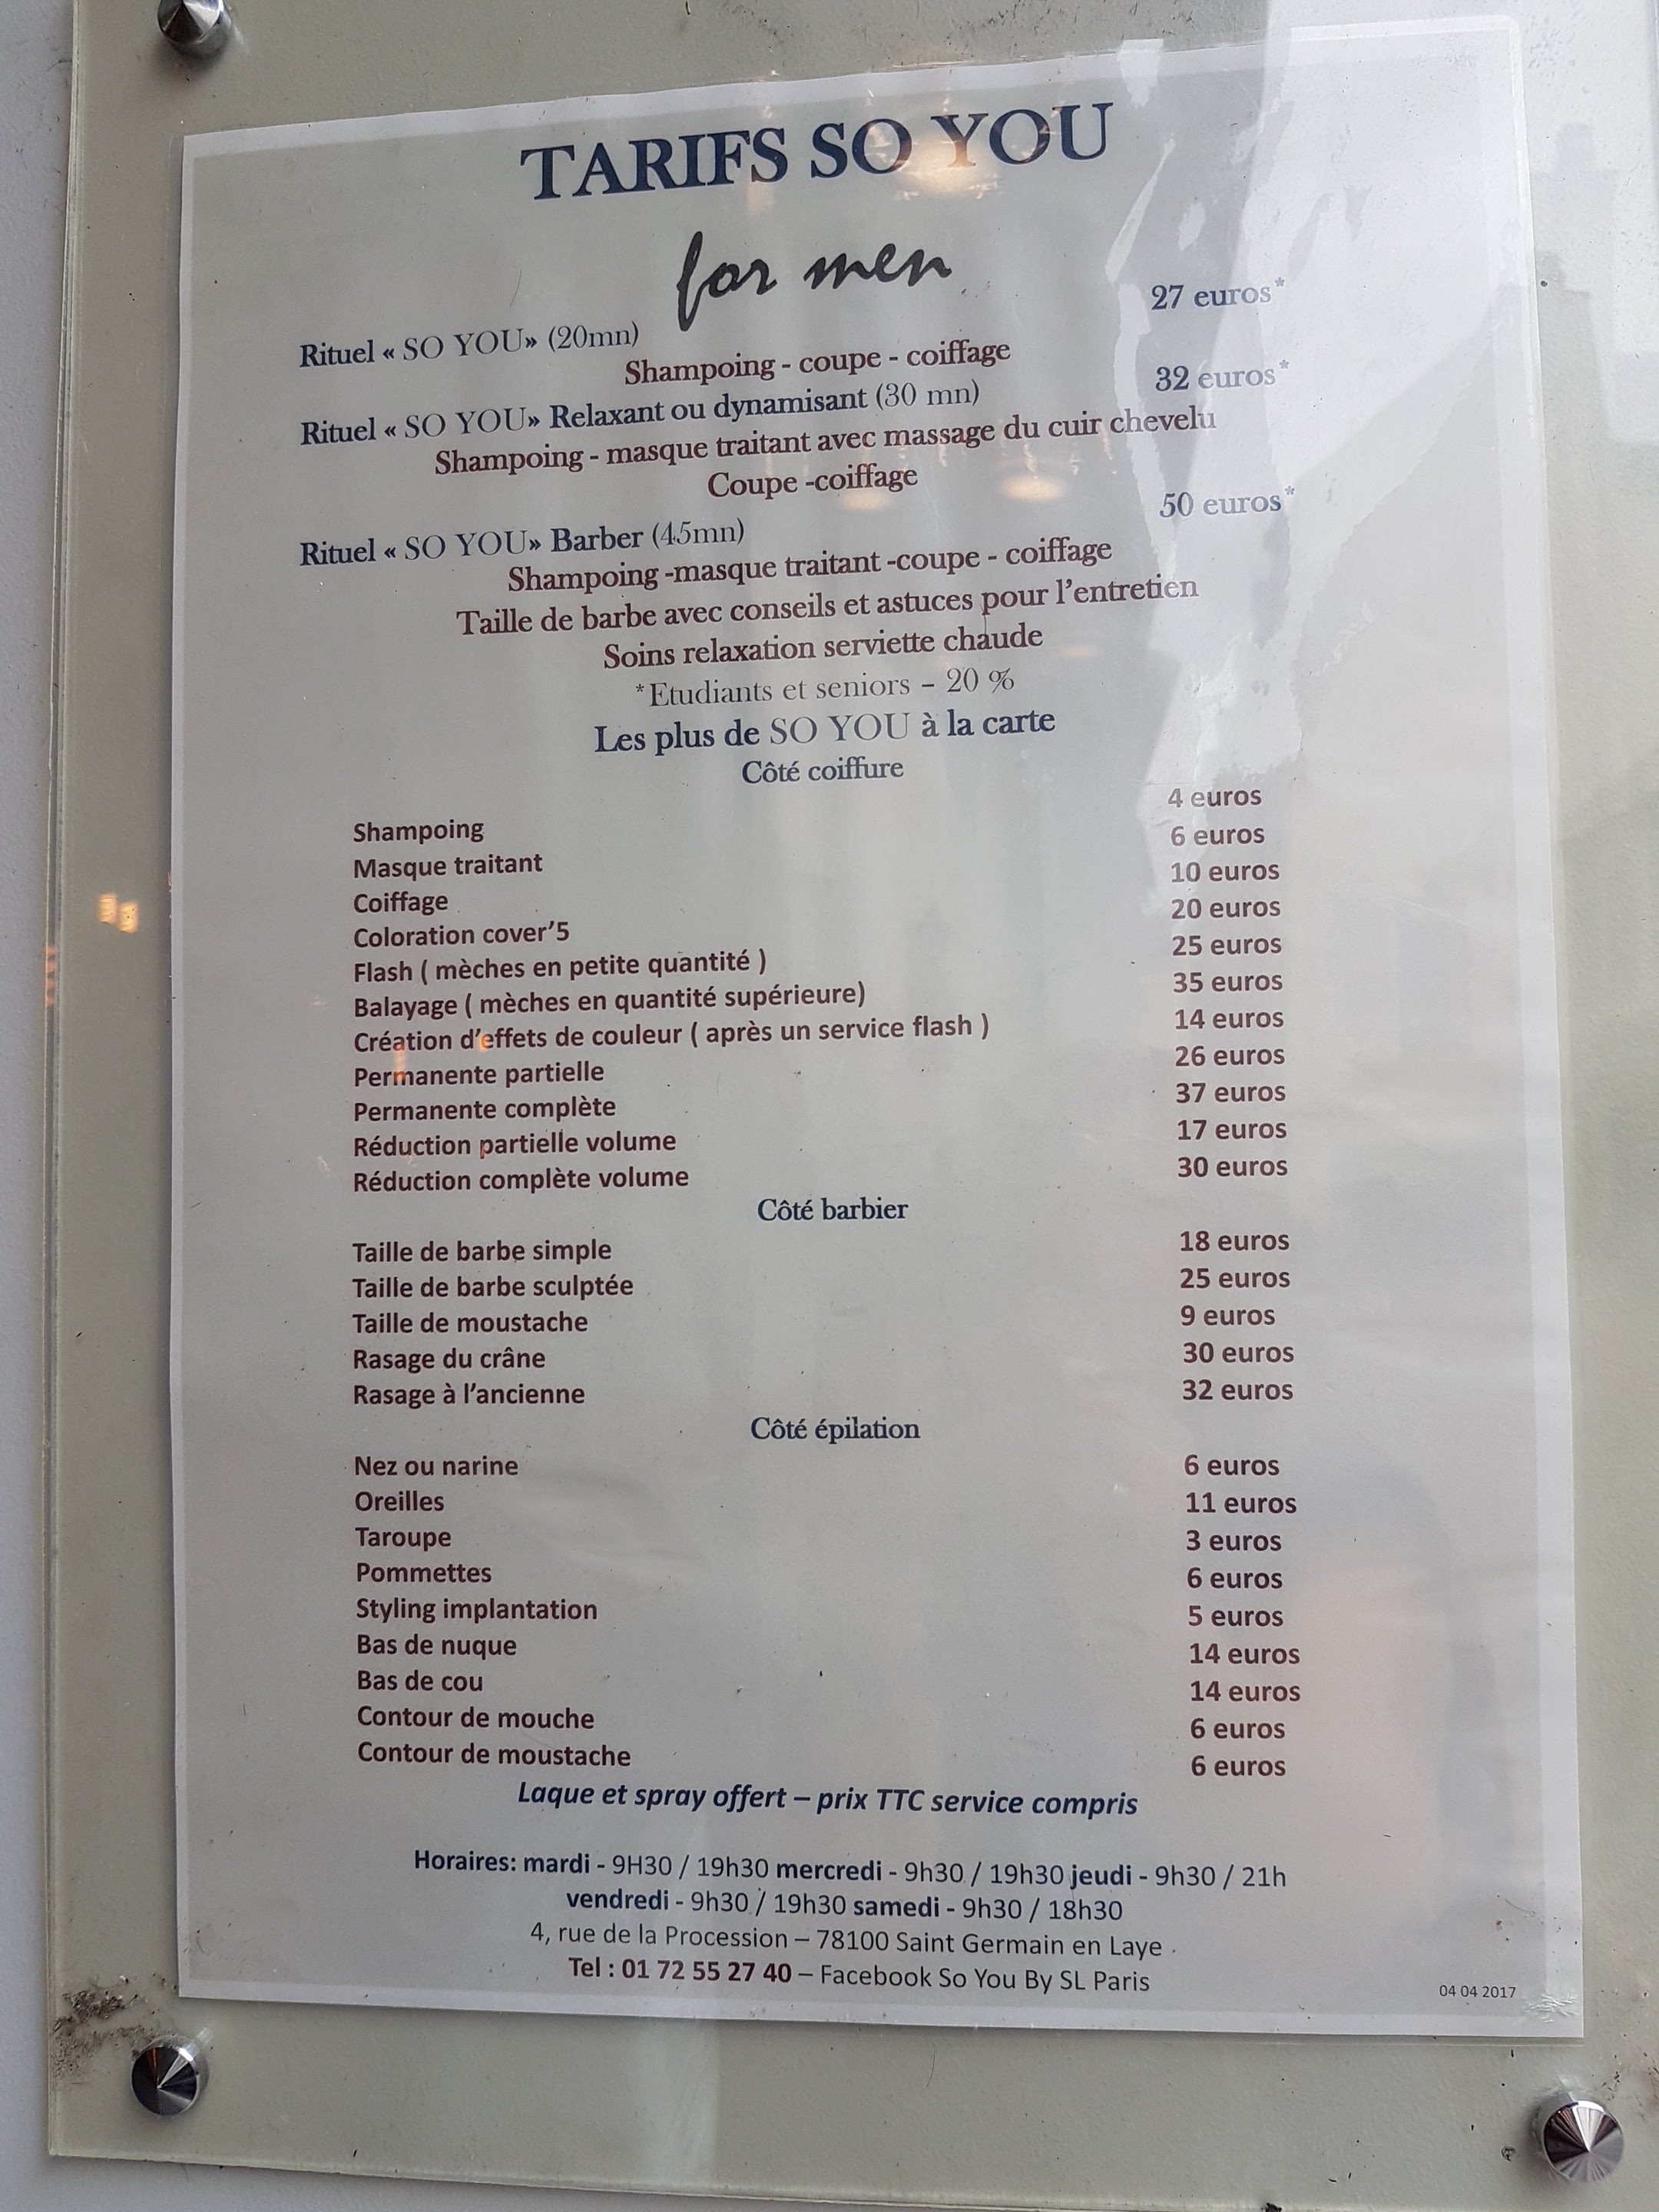 TARIFS SO YOU
for men
Rituel « SO YOU» (20mn) 27 euros*
Shampoing - coupe - coiffage
Rituel « SO YOU» Relaxant ou dynamisant (30 mn) 32 euros*
Shampoing - masque traitant avec massage du cuir chevelu
Coupe -coiffage
Rituel « SO YOU» Barber (45mn) 50 euros*
Shampoing -masque traitant -coupe - coiffage
Taille de barbe avec conseils et astuces pour l'entretien
Soins relaxation serviette chaude
*Etudiants et seniors – 20 %
Les plus de SO YOU à la carte
Côté coiffure
Shampoing 4 euros
Masque traitant 6 euros
Coiffage 10 euros
Coloration cover'5 20 euros
Flash ( mèches en petite quantité ) 25 euros
Balayage ( mèches en quantité supérieure) 35 euros
Création d'effets de couleur ( après un service flash ) 14 euros
Permanente partielle 26 euros
Permanente complète 37 euros
Réduction partielle volume 17 euros
Réduction complète volume 30 euros
Côté barbier
Taille de barbe simple 18 euros
Taille de barbe sculptée 25 euros
Taille de moustache 9 euros
Rasage du crâne 30 euros
Rasage à l'ancienne 32 euros
Côté épilation
Nez ou narine 6 euros
Oreilles 11 euros
Taroupe 3 euros
Pommettes 6 euros
Styling implantation 5 euros
Bas de nuque 14 euros
Bas de cou 14 euros
Contour de mouche 6 euros
Contour de moustache 6 euros
Laque et spray offert – prix TTC service compris
Horaires: mardi - 9H30 / 19h30 mercredi - 9h30 / 19h30 jeudi - 9h30 / 21h
vendredi - 9h30 / 19h30 samedi - 9h30 / 18h30
4, rue de la Procession – 78100 Saint Germain en Laye
Tel : 01 72 55 27 40 – Facebook So You By SL Paris
04 04 2017